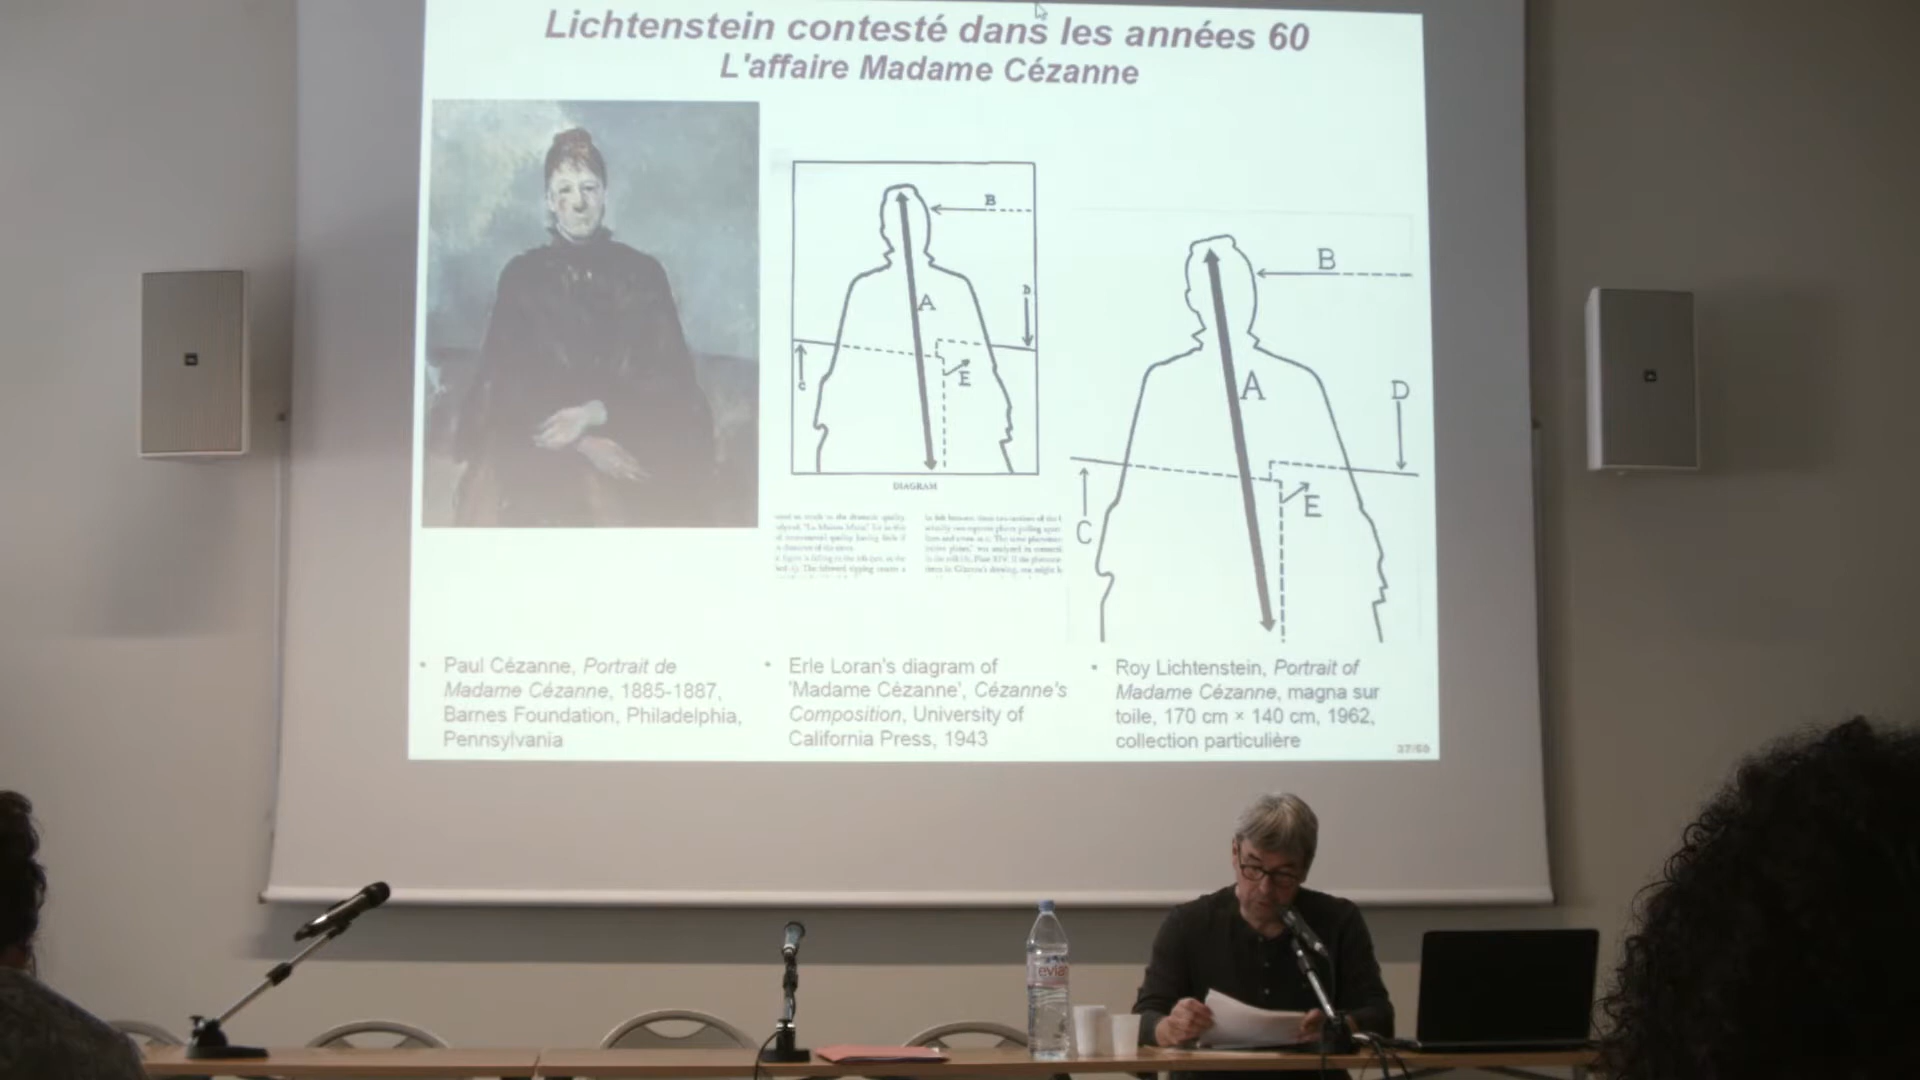 Lichtenstein contesté dans les années 60
L'affaire Madame Cézanne
B
A
D
C
E
DIAGRAM
B
A
D
C
E
• Paul Cézanne, Portrait de
Madame Cézanne, 1885-1887,
Barnes Foundation, Philadelphia,
Pennsylvania
• Erle Loran's diagram of
'Madame Cézanne', Cézanne's
Composition, University of
California Press, 1943
• Roy Lichtenstein, Portrait of
Madame Cézanne, magna sur
toile, 170 cm × 140 cm, 1962,
collection particulière
37/69
evian